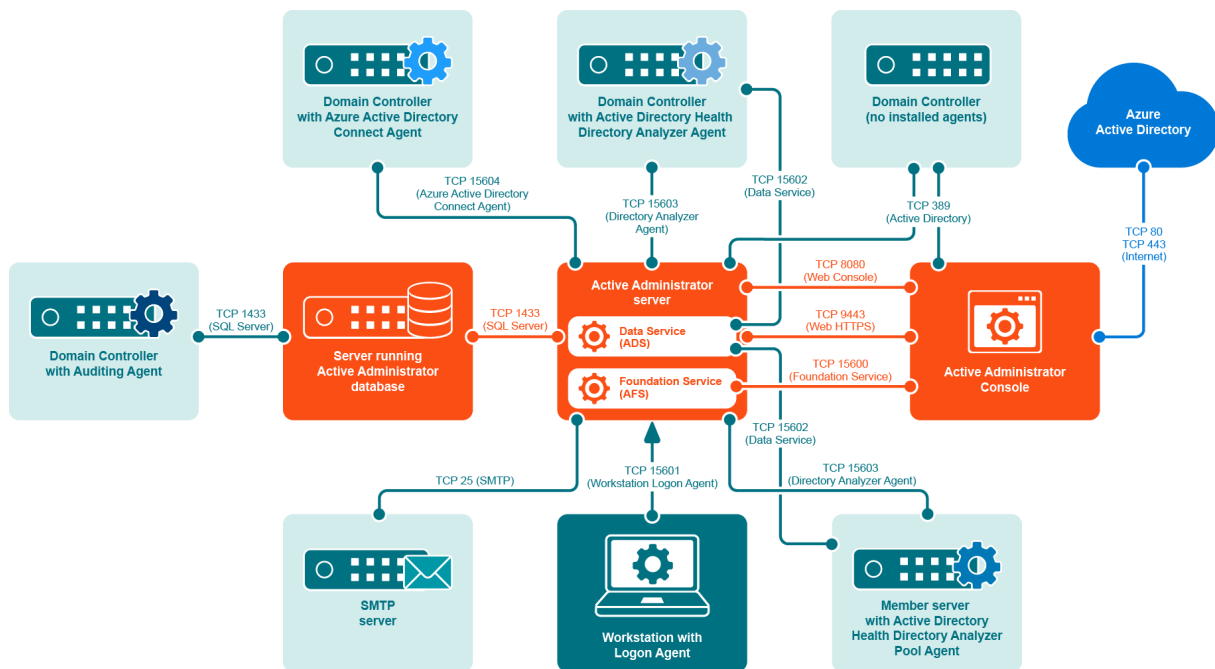 Domain Controller
with Azure Active Directory
Connect Agent
Domain Controller
with Active Directory Health
Directory Analyzer Agent
Domain Controller
(no installed agents)
Azure
Active Directory
TCP 15604
(Azure Active Directory
Connect Agent)
TCP 15603
(Directory Analyzer
Agent)
TCP 15602
(Data Service)
TCP 389
(Active Directory)
TCP 80
TCP 443
(Internet)
Domain Controller
with Auditing Agent
TCP 1433
(SQL Server)
Server running
Active Administrator
database
TCP 1433
(SQL Server)
Active Administrator
server
Data Service
(ADS)
Foundation Service
(AFS)
TCP 8080
(Web Console)
TCP 9443
(Web HTTPS)
TCP 15600
(Foundation Service)
Active Administrator
Console
TCP 25 (SMTP)
TCP 15601
(Workstation Logon Agent)
TCP 15602
(Data Service)
TCP 15603
(Directory Analyzer Agent)
SMTP
server
Workstation with
Logon Agent
Member server
with Active Directory
Health Directory Analyzer
Pool Agent